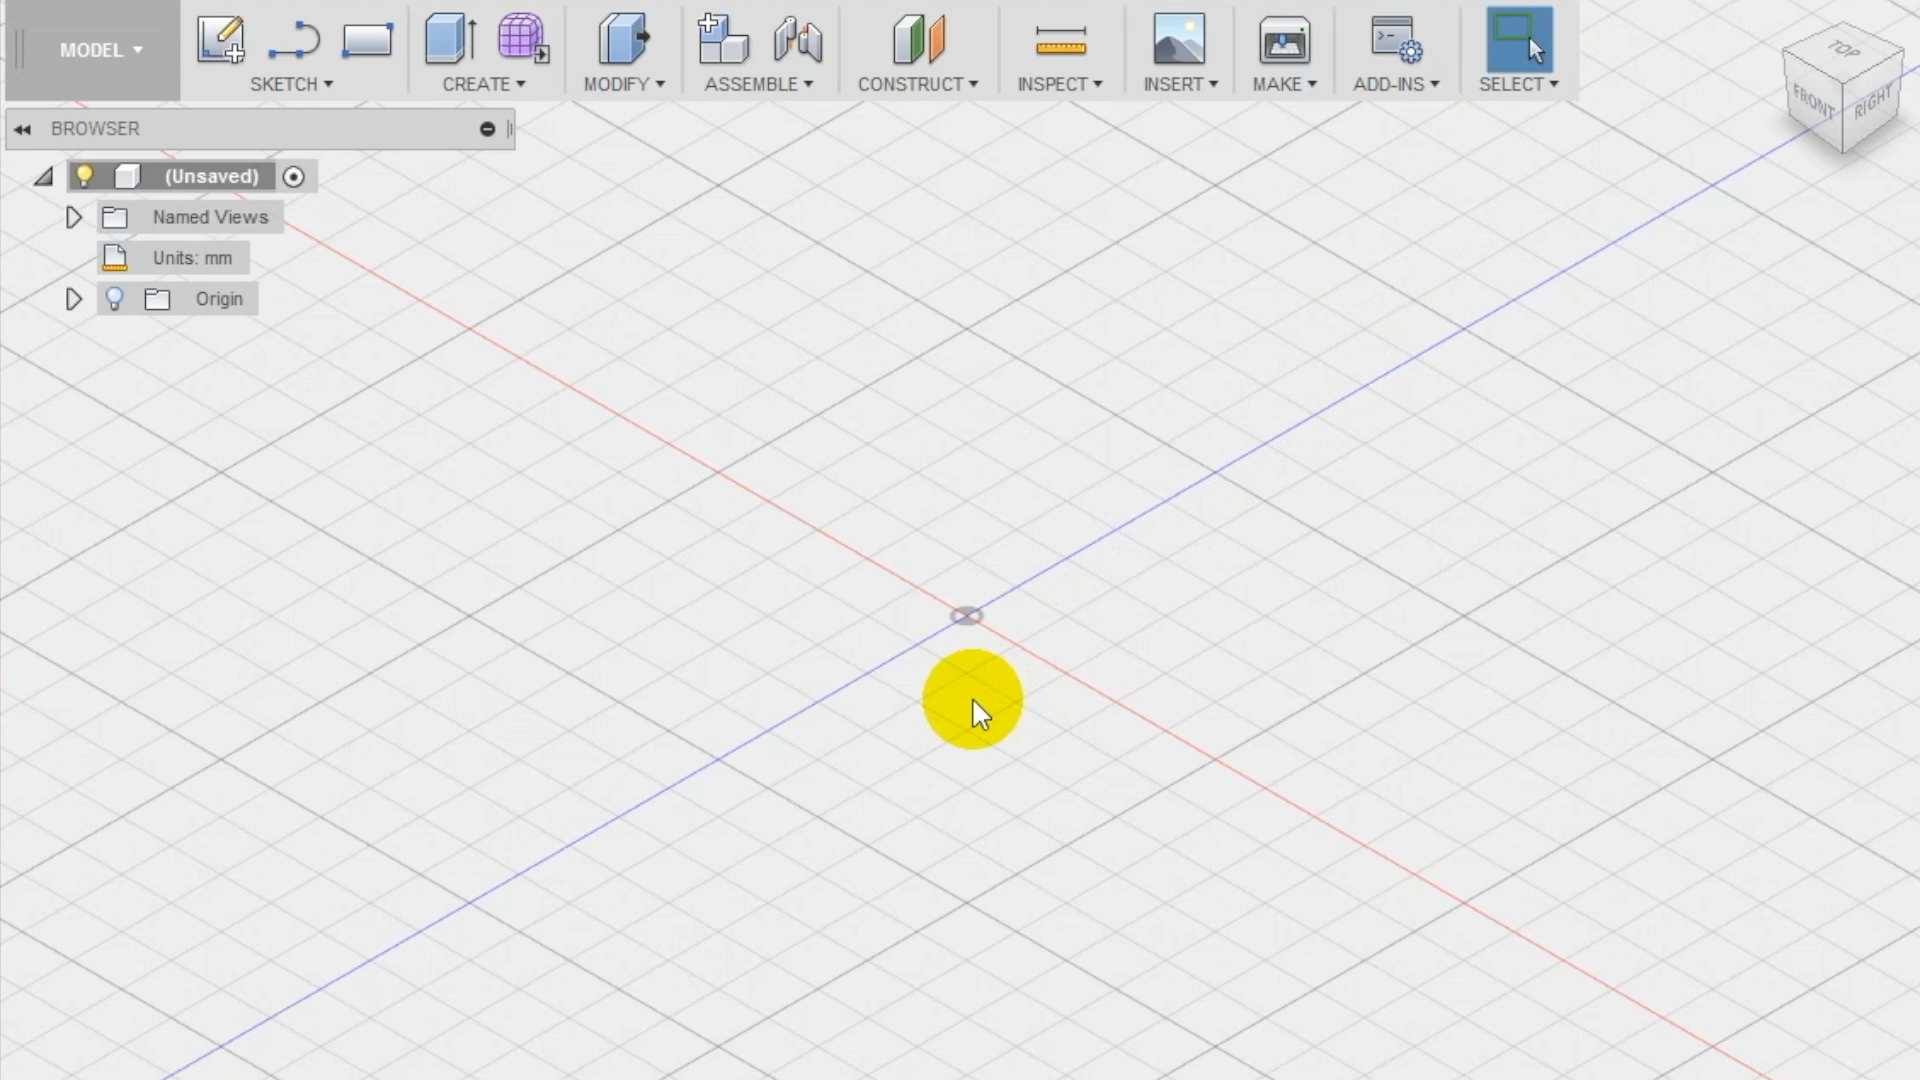 MODEL
SKETCH
CREATE
MODIFY
ASSEMBLE
CONSTRUCT
INSPECT
INSERT
MAKE
ADD-INS
SELECT
TOP
FRONT
RIGHT
BROWSER
(Unsaved)
Named Views
Units: mm
Origin